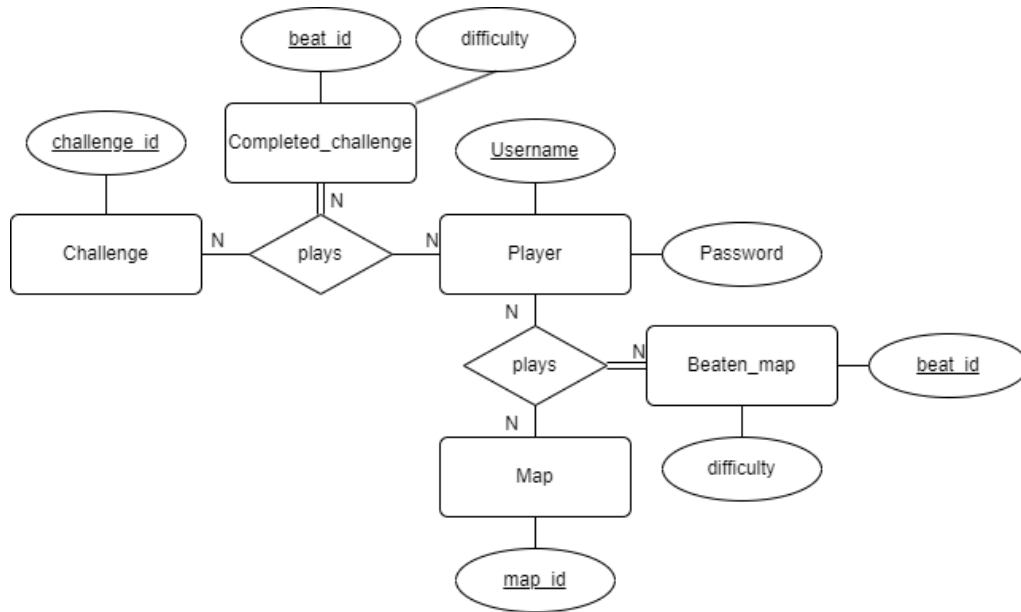 beat_id
difficulty
challenge_id
Completed_challenge
Username
N
Challenge
N
plays
N
Player
Password
N
plays
N
Beaten_map
beat_id
N
Map
difficulty
map_id